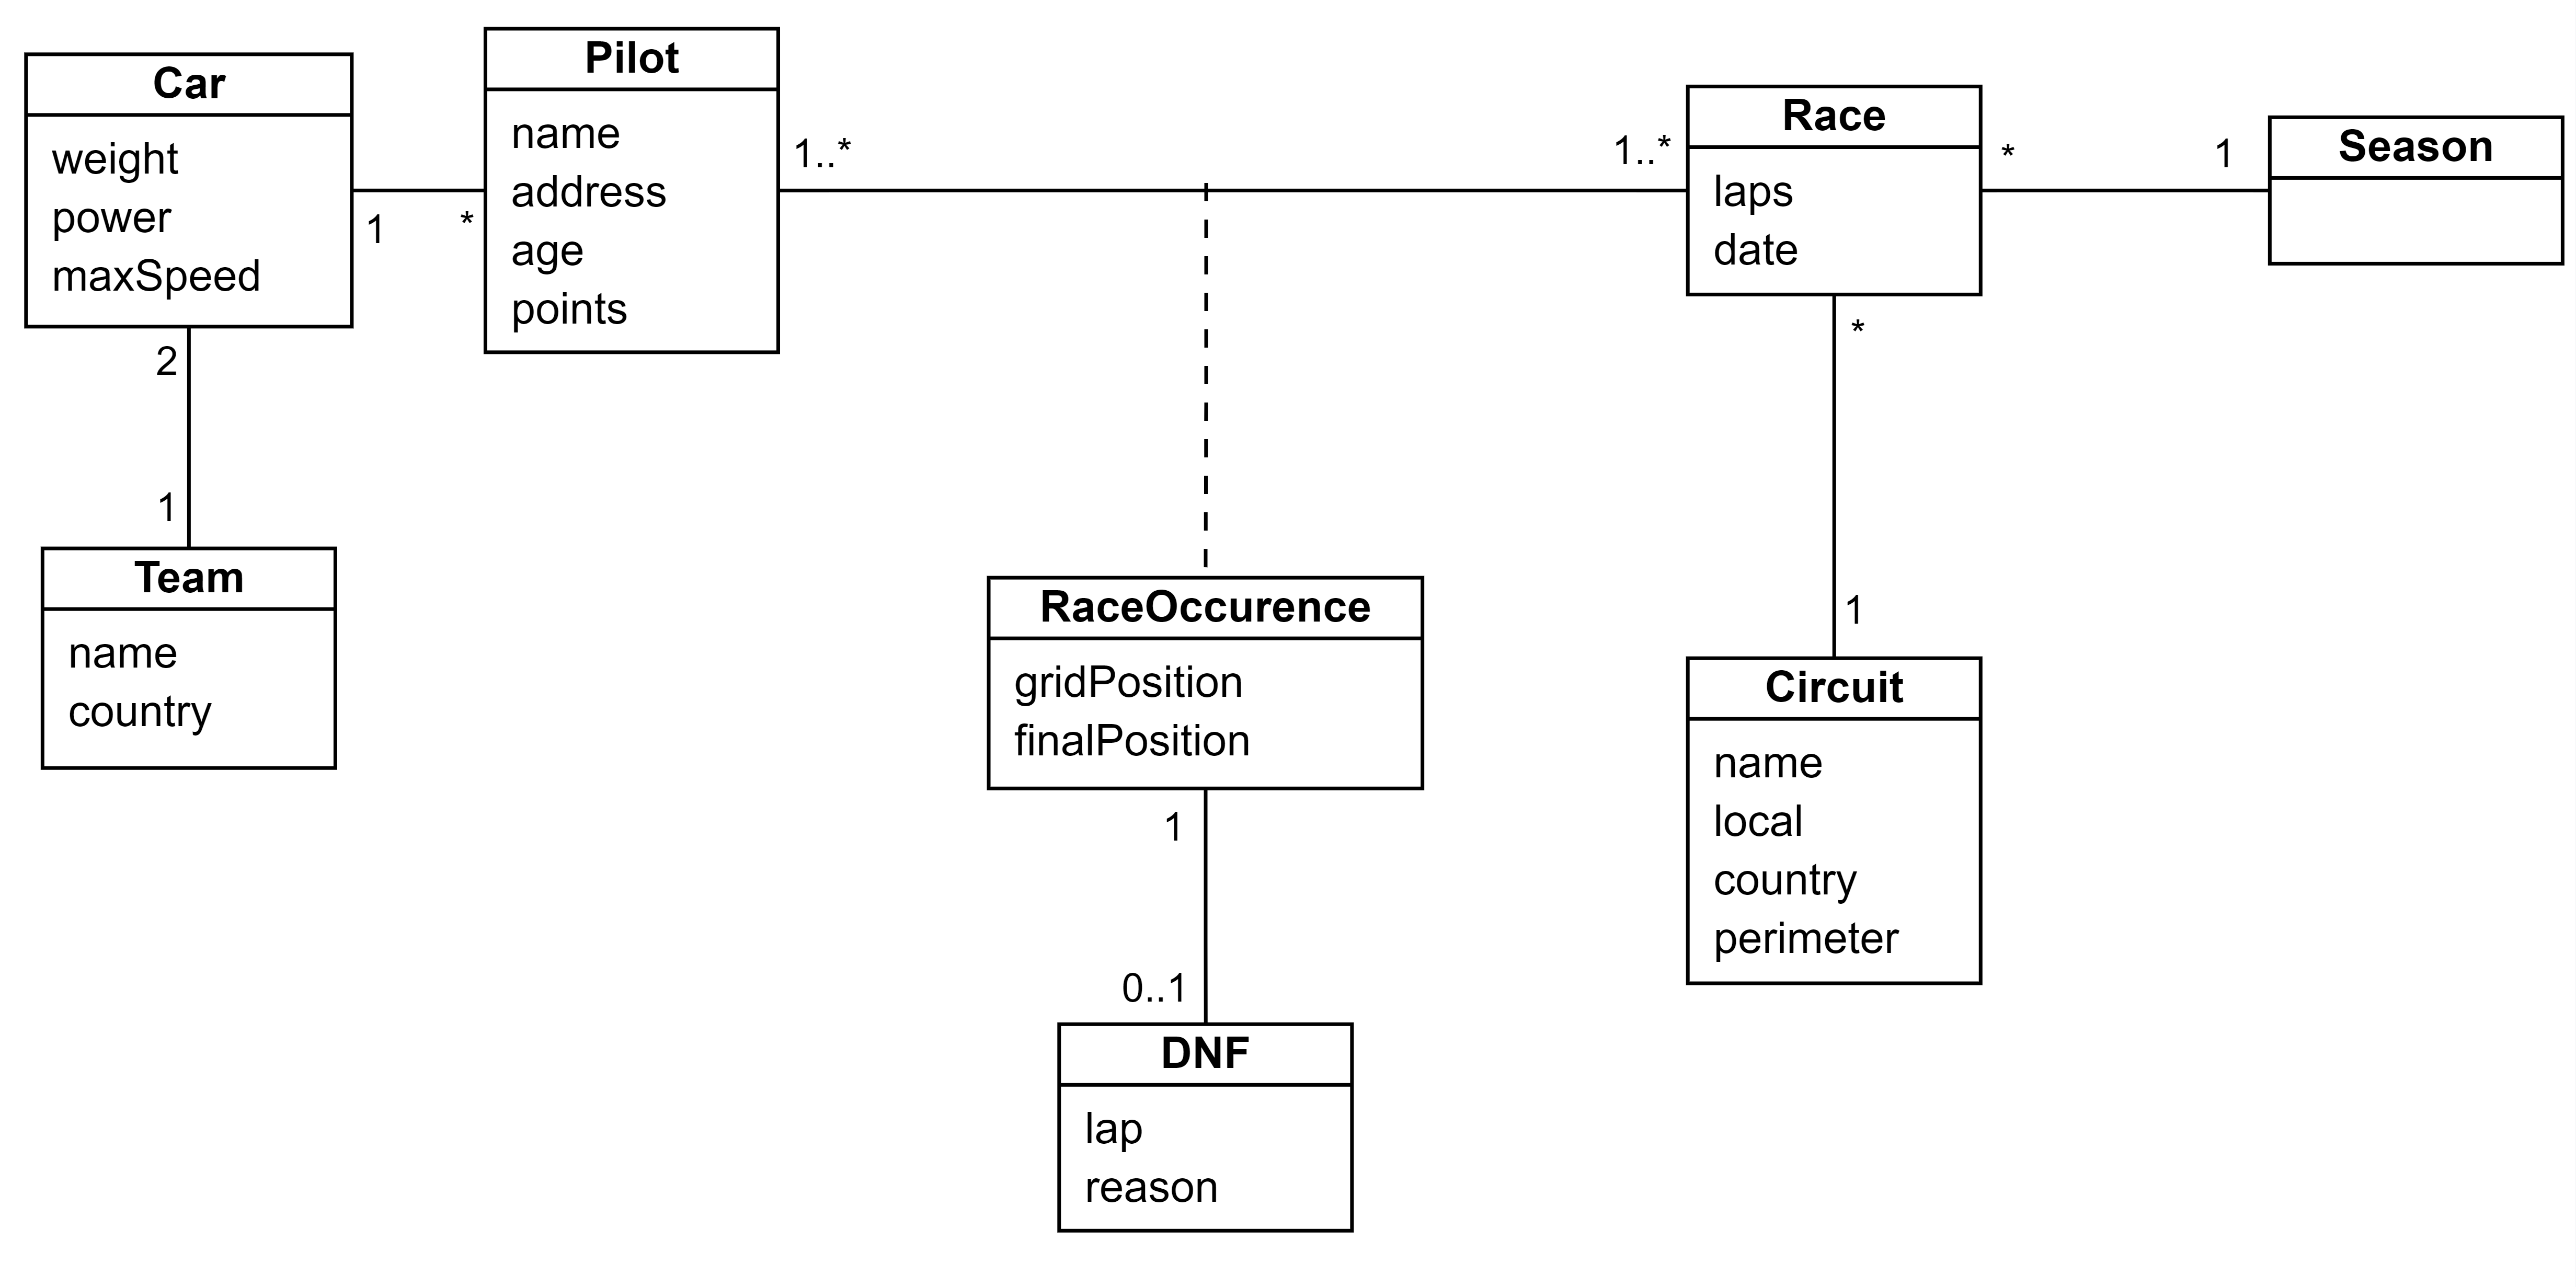 Car
weight
power
maxSpeed
1
*
Pilot
name
address
age
points
1..*
1..*
Race
laps
date
*
1
Season
2
1
Team
name
country
RaceOccurence
gridPosition
finalPosition
1
0..1
DNF
lap
reason
*
1
Circuit
name
local
country
perimeter